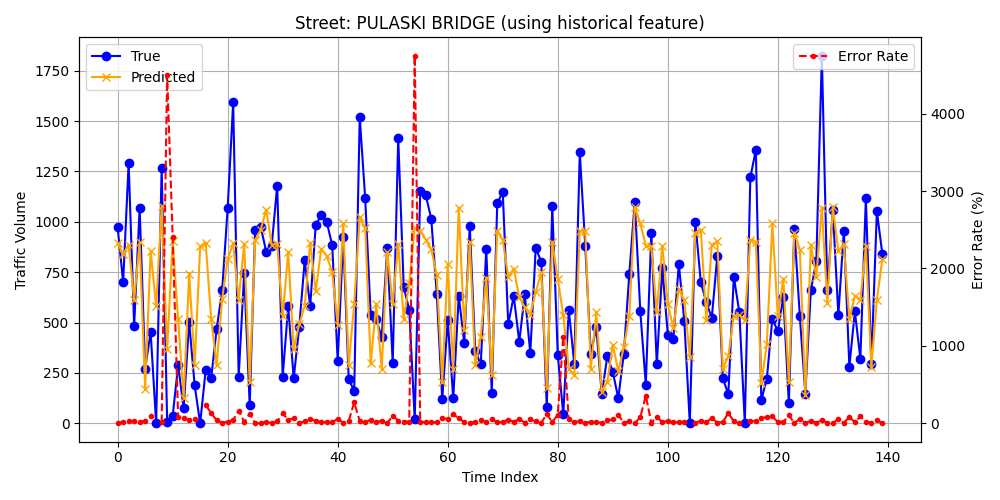 Street: PULASKI BRIDGE (using historical feature)
True
Predicted
Error Rate
Traffic Volume
1750
1500
1250
1000
750
500
250
0
Error Rate (%)
4000
3000
2000
1000
0
0 20 40 60 80 100 120 140
Time Index